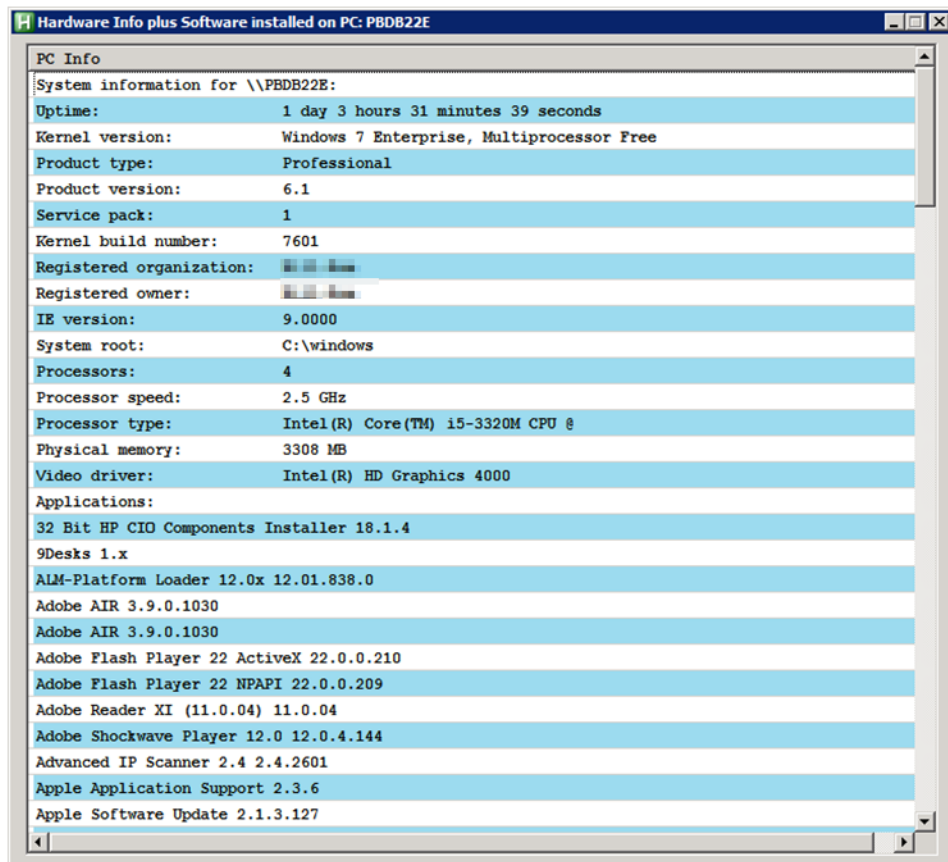 Hardware Info plus Software installed on PC: PBDB22E
PC Info
System information for \\PBDB22E:
Uptime: 1 day 3 hours 31 minutes 39 seconds
Kernel version: Windows 7 Enterprise, Multiprocessor Free
Product type: Professional
Product version: 6.1
Service pack: 1
Kernel build number: 7601
Registered organization:
Registered owner:
IE version: 9.0000
System root: C:\windows
Processors: 4
Processor speed: 2.5 GHz
Processor type: Intel(R) Core(TM) i5-3320M CPU @
Physical memory: 3308 MB
Video driver: Intel(R) HD Graphics 4000
Applications:
32 Bit HP CIO Components Installer 18.1.4
9Desks 1.x
ALM-Platform Loader 12.0x 12.01.838.0
Adobe AIR 3.9.0.1030
Adobe AIR 3.9.0.1030
Adobe Flash Player 22 ActiveX 22.0.0.210
Adobe Flash Player 22 NPAPI 22.0.0.209
Adobe Reader XI (11.0.04) 11.0.04
Adobe Shockwave Player 12.0 12.0.4.144
Advanced IP Scanner 2.4 2.4.2601
Apple Application Support 2.3.6
Apple Software Update 2.1.3.127